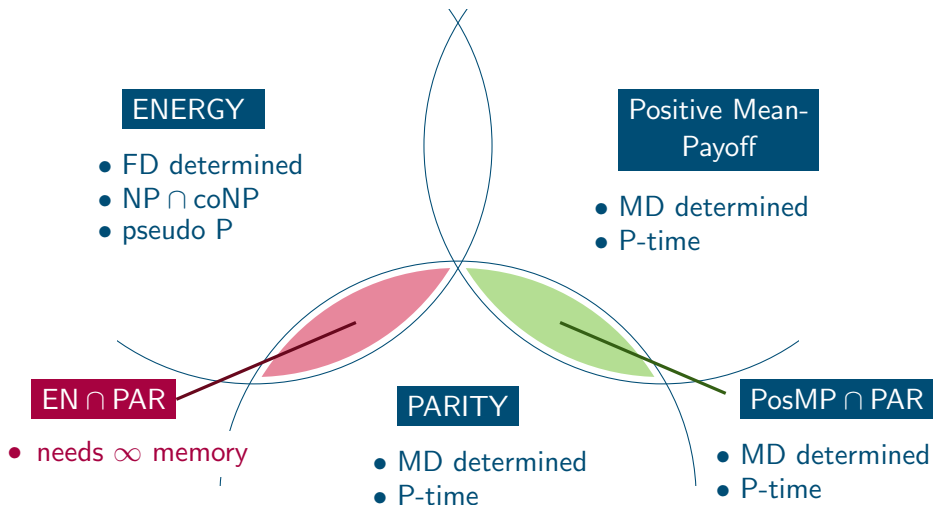 ENERGY
• FD determined
• NP ∩ coNP
• pseudo P
Positive Mean-
Payoff
• MD determined
• P-time
EN ∩ PAR
• needs ∞ memory
PARITY
• MD determined
• P-time
PosMP ∩ PAR
• MD determined
• P-time